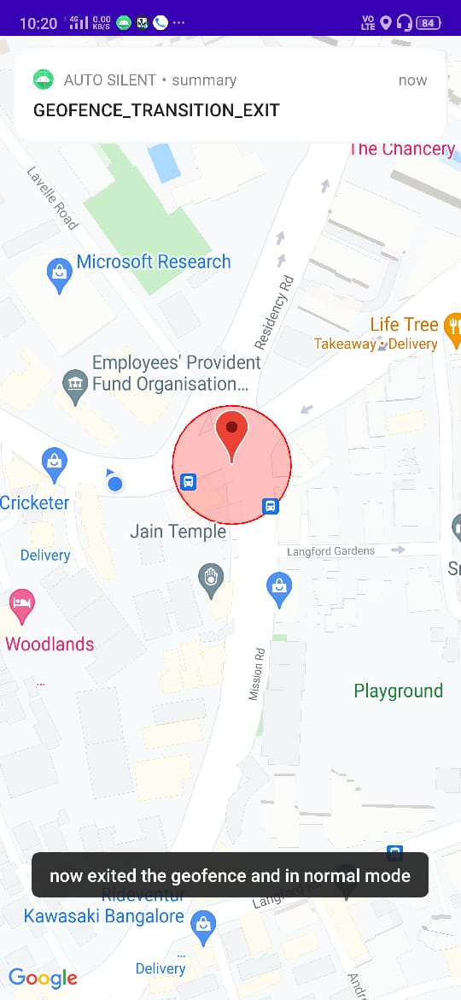 10:20
4G
0.00
KB/S
VO
LTE
84
AUTO SILENT • summary
now
GEOFENCE_TRANSITION_EXIT
The Chancery
Lavelle Road
Microsoft Research
Residency Rd
Life Tree
Takeaway • Delivery
Employees' Provident
Fund Organisation...
Cricketer
Delivery
Jain Temple
Langford Gardens
Woodlands
...
Mission Rd
Playground
now exited the geofence and in normal mode
Kawasaki Bangalore
...
Delivery
Google